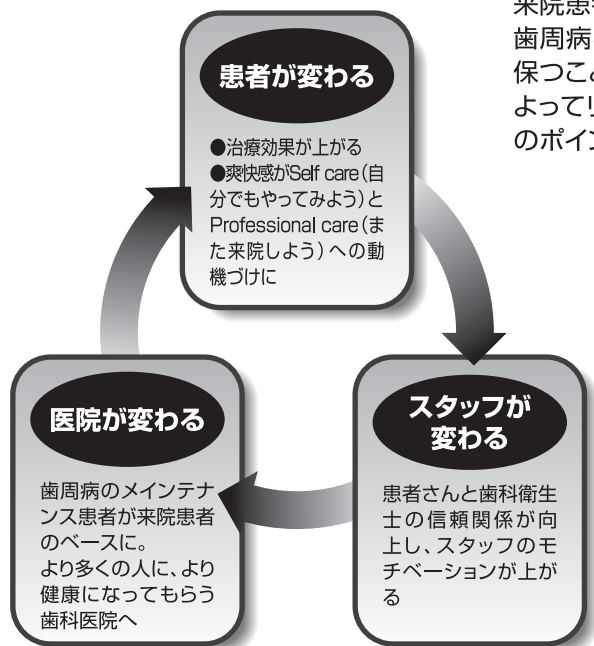 来院患者
歯周病
保つこと
よってリ
のポイン
患者が変わる
●治療効果が上がる
●爽快感がSelf care(自
分でもやってみよう)と
Professional care(ま
た来院しよう)への動
機づけに
医院が変わる
歯周病のメインテナ
ンス患者が来院患者
のベースに。
より多くの人に、より
健康になってもらう
歯科医院へ
スタッフが
変わる
患者さんと歯科衛生
士の信頼関係が向
上し、スタッフのモ
チベーションが上が
る